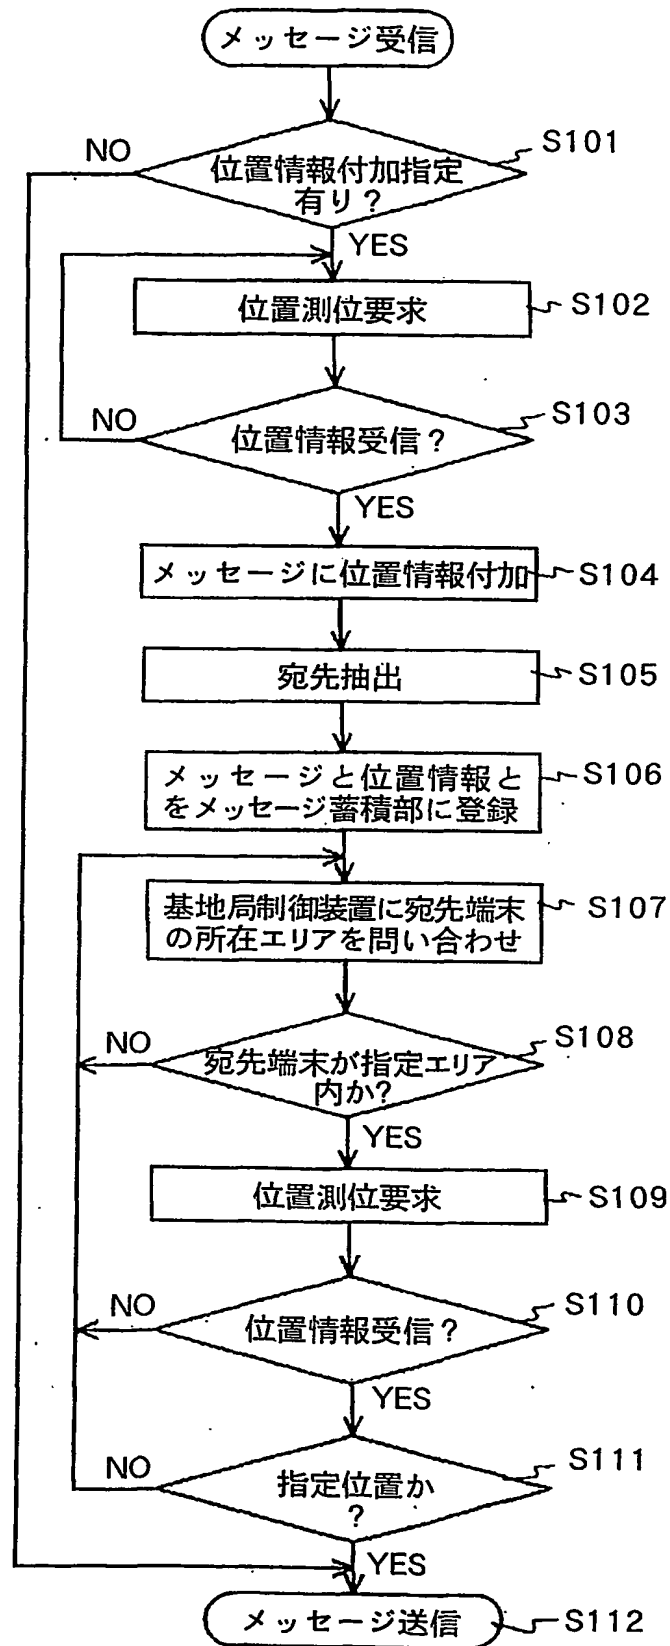 メッセージ受信
S101
NO
位置情報付加指定
有り?
YES
位置測位要求
S102
S103
NO
位置情報受信?
YES
メッセージに位置情報付加
S104
宛先抽出
S105
メッセージと位置情報と
をメッセージ蓄積部に登録
S106
基地局制御装置に宛先端末
の所在エリアを問い合わせ
S107
S108
NO
宛先端末が指定エリア
内か?
YES
位置測位要求
S109
S110
NO
位置情報受信?
YES
S111
NO
指定位置か
?
YES
メッセージ送信
S112